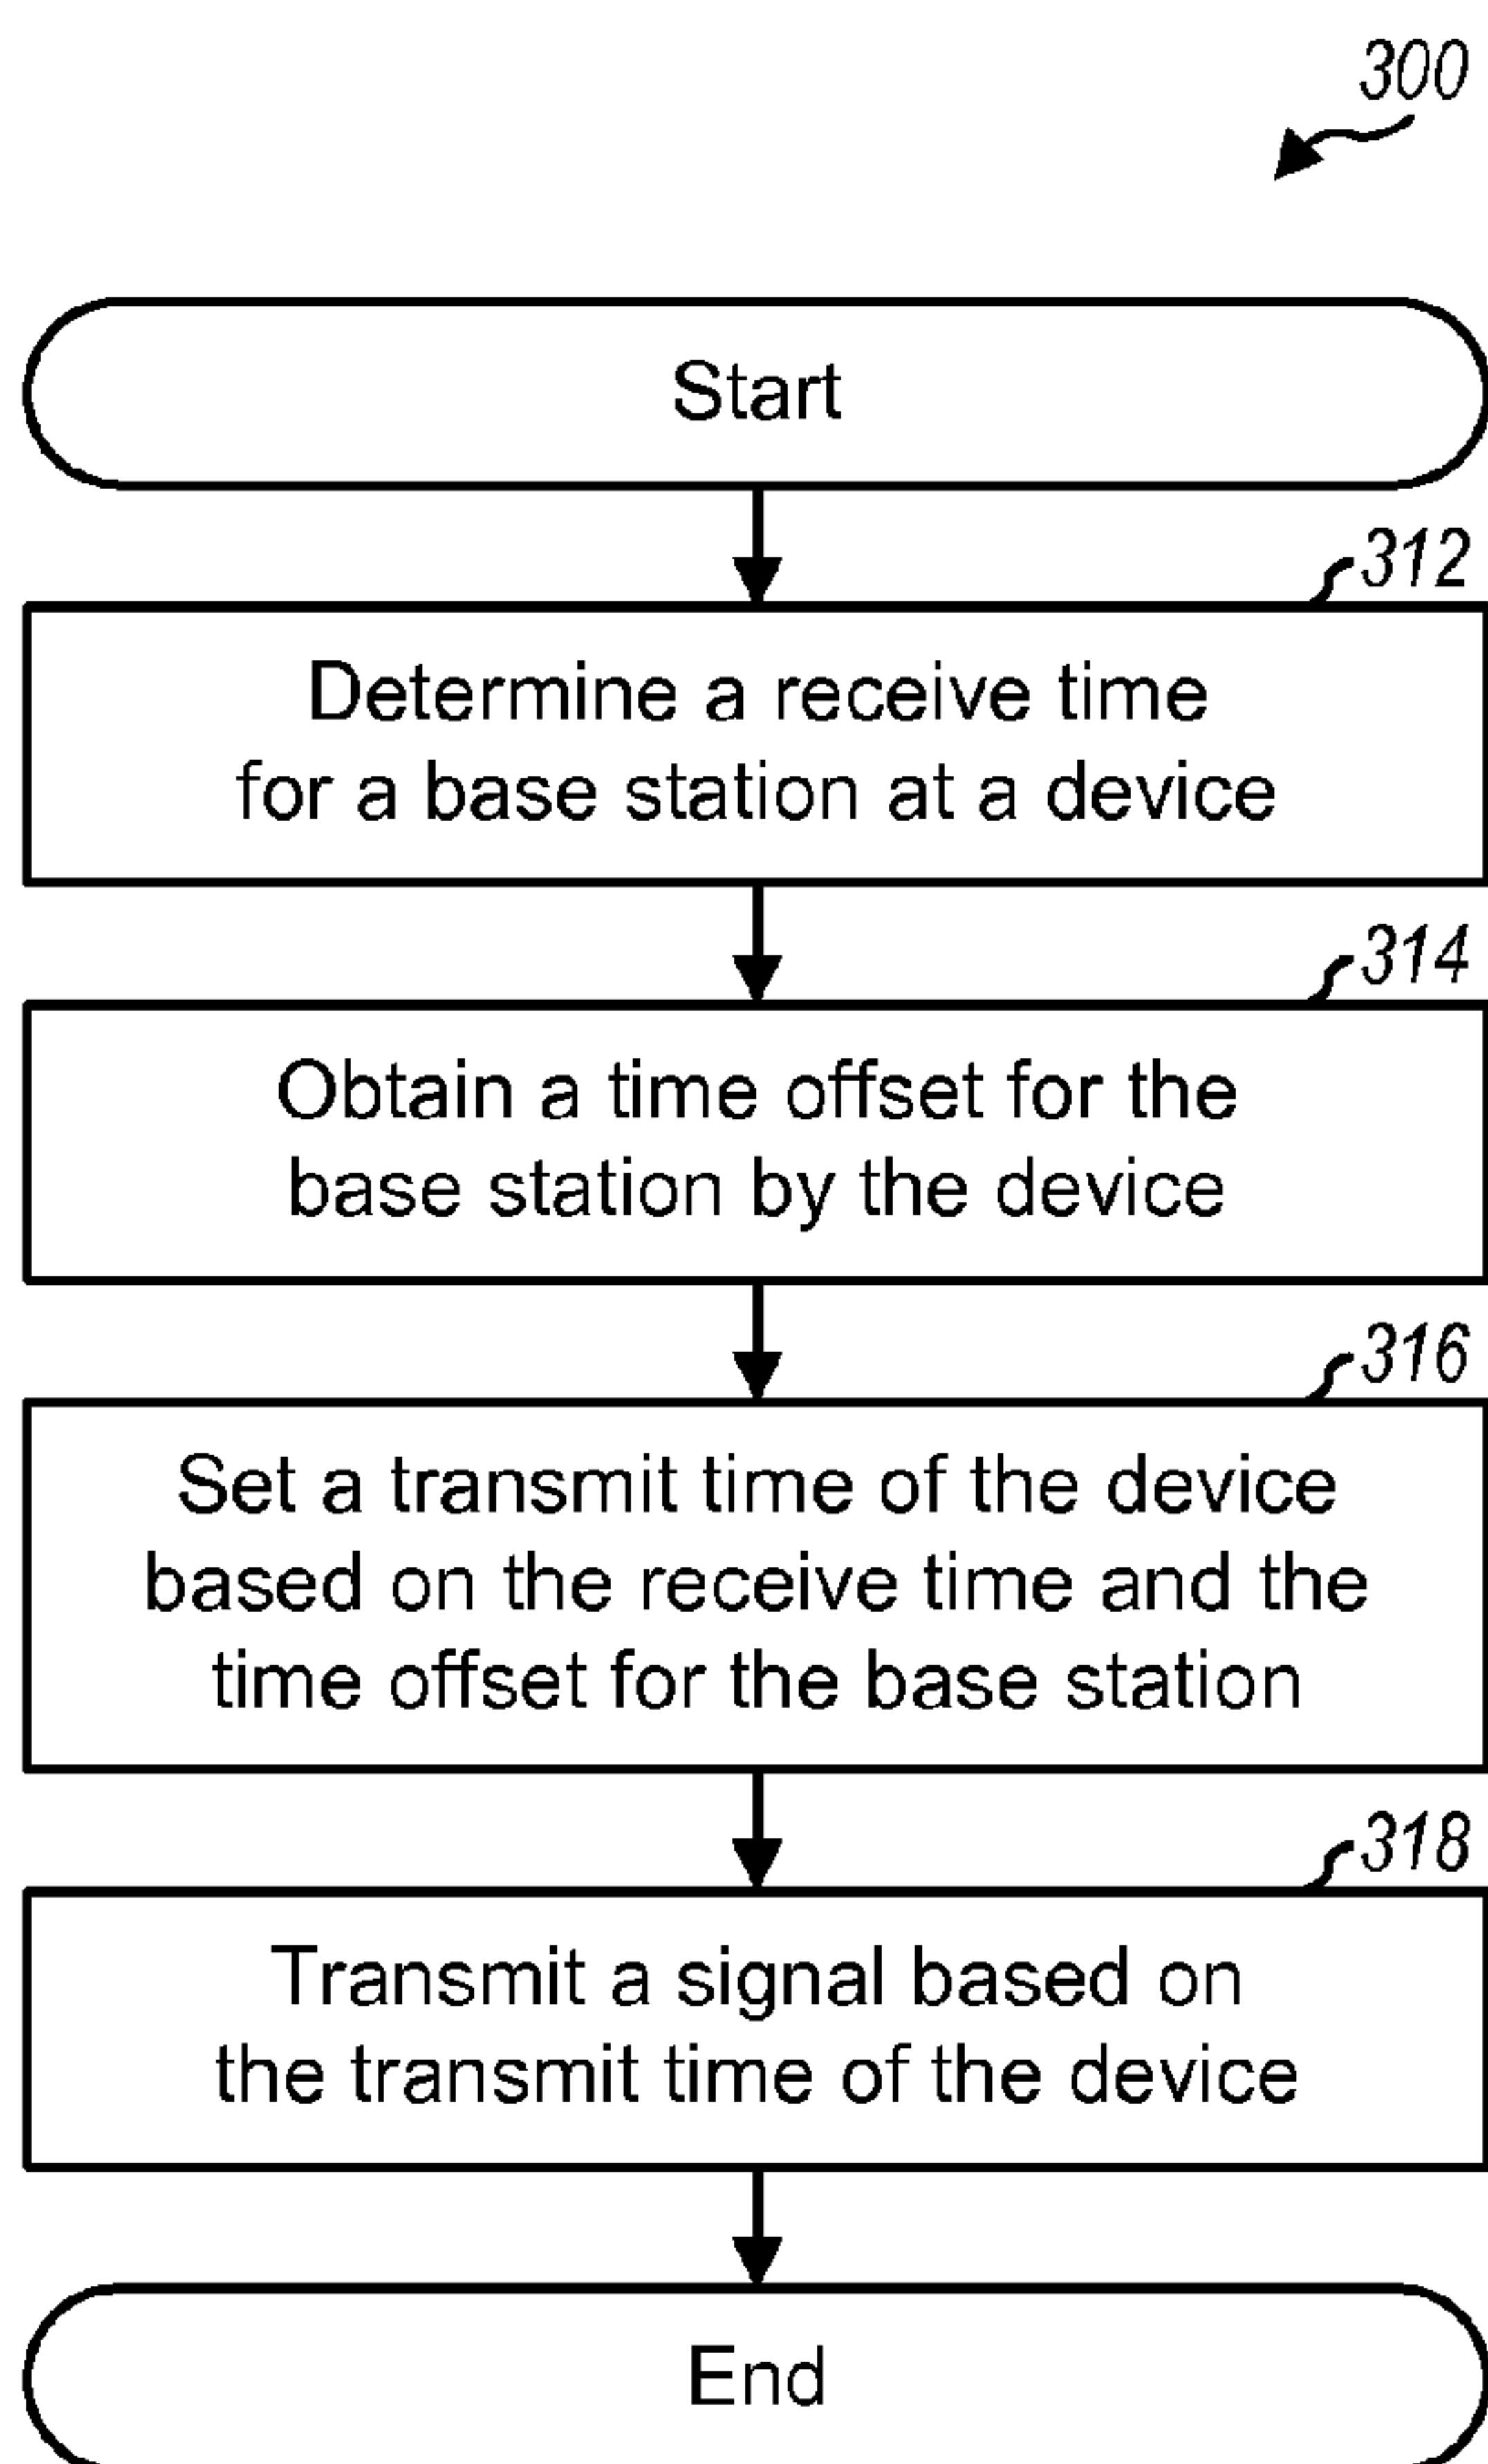 300
Start
312
Determine a receive time
for a base station at a device
314
Obtain a time offset for the
base station by the device
316
Set a transmit time of the device
based on the receive time and the
time offset for the base station
318
Transmit a signal based on
the transmit time of the device
End